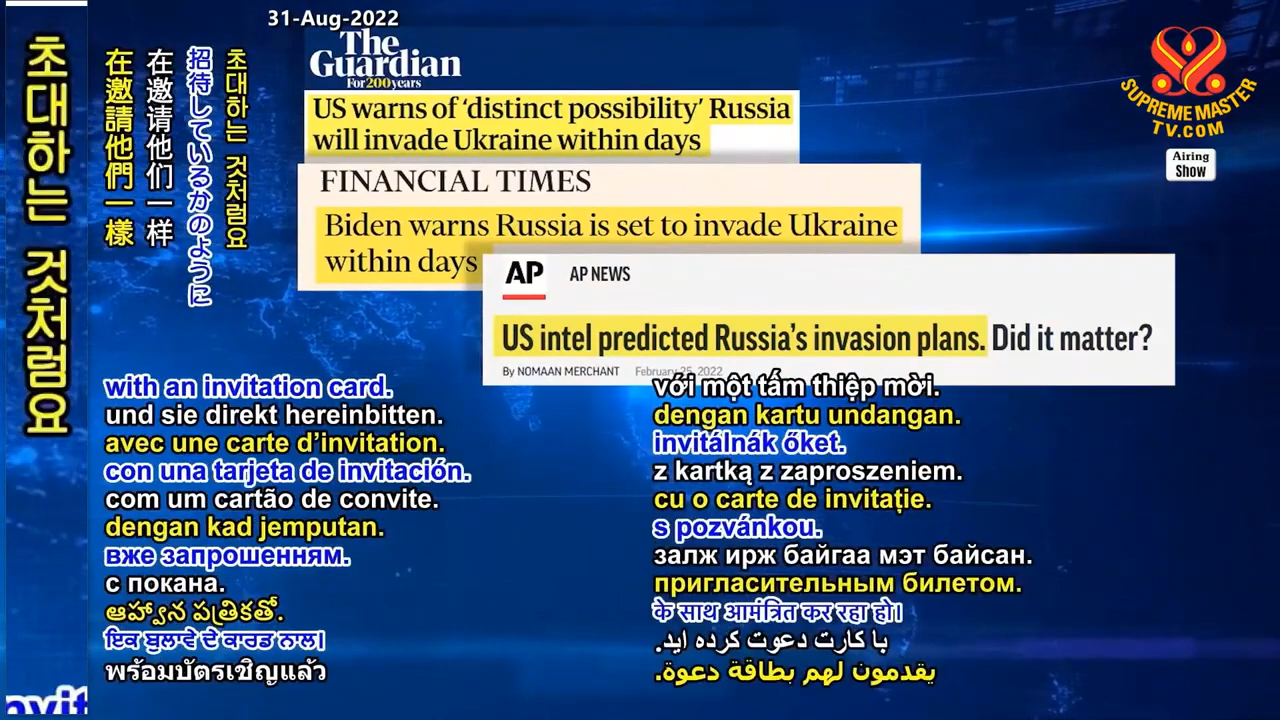 31-Aug-2022
초대하는 것처럼요
在邀請他們一樣
在邀请他们一样
招待しているかのように
초대하는 것처럼요
The
Guardian
For 200 years
US warns of ‘distinct possibility’ Russia
will invade Ukraine within days
FINANCIAL TIMES
Biden warns Russia is set to invade Ukraine
within days
AP AP NEWS
US intel predicted Russia’s invasion plans. Did it matter?
By NOMAAN MERCHANT February 25, 2022
SUPREME MASTER
TV.COM
Airing
Show
with an invitation card.
und sie direkt hereinbitten.
avec une carte d’invitation.
con una tarjeta de invitación.
com um cartão de convite.
dengan kad jemputan.
вже запрошенням.
с покана.
ఆహ్వాన పత్రికతో.
ਇਕ ਬੁਲਾਵੇ ਦੇ ਕਾਰਡ ਨਾਲ।
พร้อมบัตรเชิญแล้ว
với một tấm thiệp mời.
dengan kartu undangan.
invitálnák őket.
z kartką z zaproszeniem.
cu o carte de invitație.
s pozvánkou.
залж ирж байгаа мэт байсан.
пригласительным билетом.
के साथ आमंत्रित कर रहा हो।
با کارت دعوت کرده اید.
يقدمون لهم بطاقة دعوة.